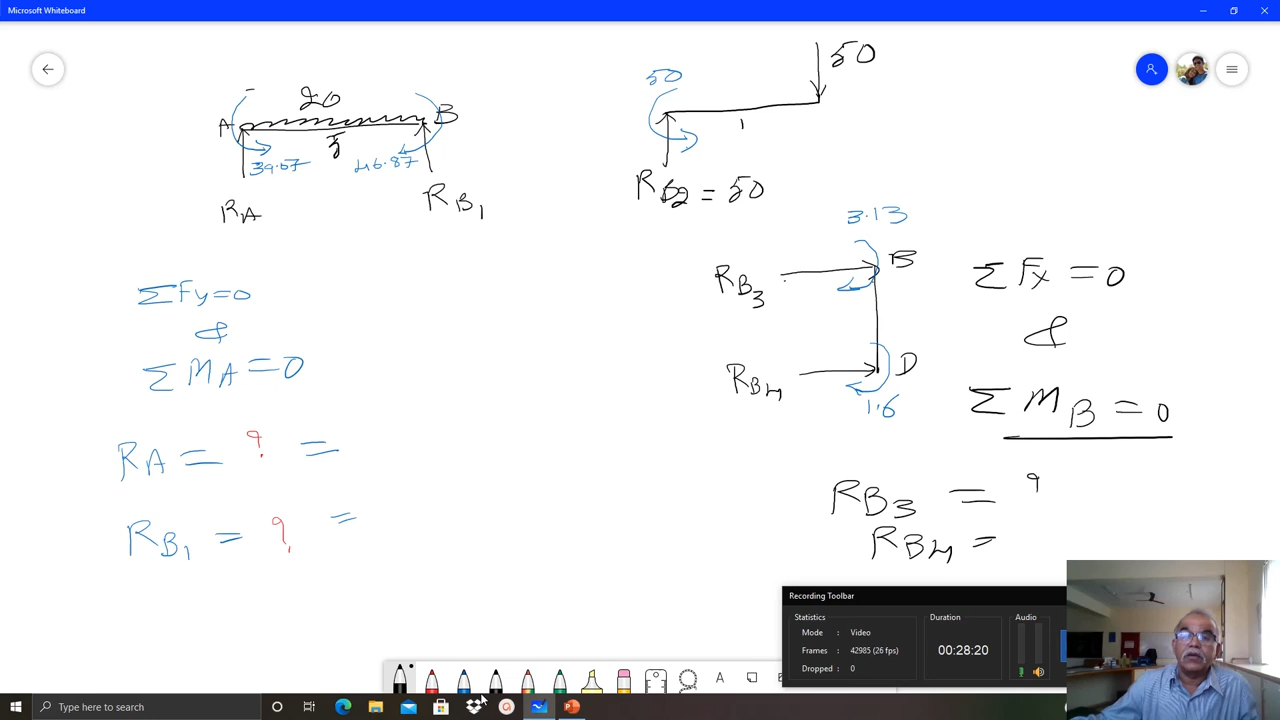 Microsoft Whiteboard
20
A
B
5
39.57
46.87
RA
RB1
50
50
1
= 50
ΣFy=0
&
ΣMA=0
RA = ? =
RB1 = ? =
3.13
RB3
B
RB4
D
1.6
ΣFx=0
&
ΣMB=0
RB3 = ?
RB4 =
Recording Toolbar
Statistics
Mode : Video
Frames : 42985 (26 fps)
Dropped : 0
Duration
00:28:20
Audio
A
Type here to search